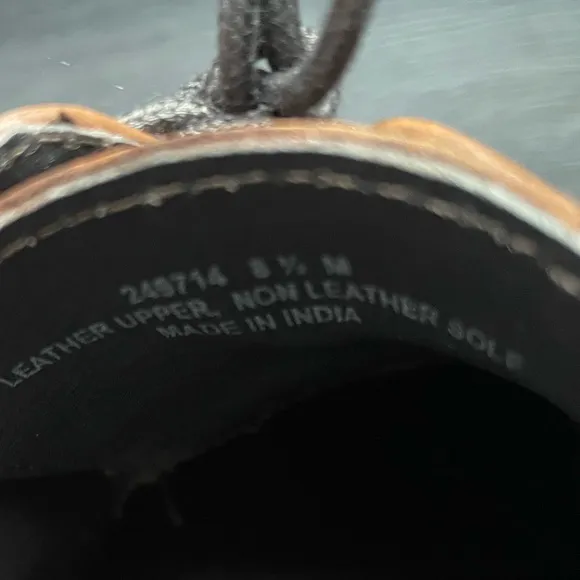 249714 8 ½ M
LEATHER UPPER, NON LEATHER SOLE
MADE IN INDIA